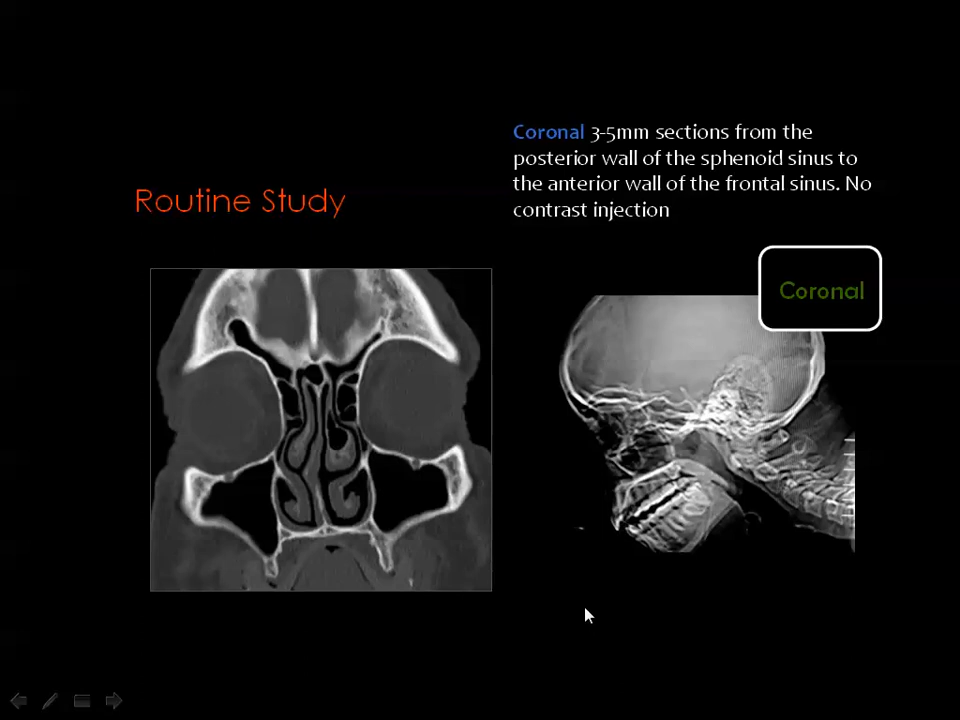 Routine Study
Coronal 3-5mm sections from the
posterior wall of the sphenoid sinus to
the anterior wall of the frontal sinus. No
contrast injection
Coronal